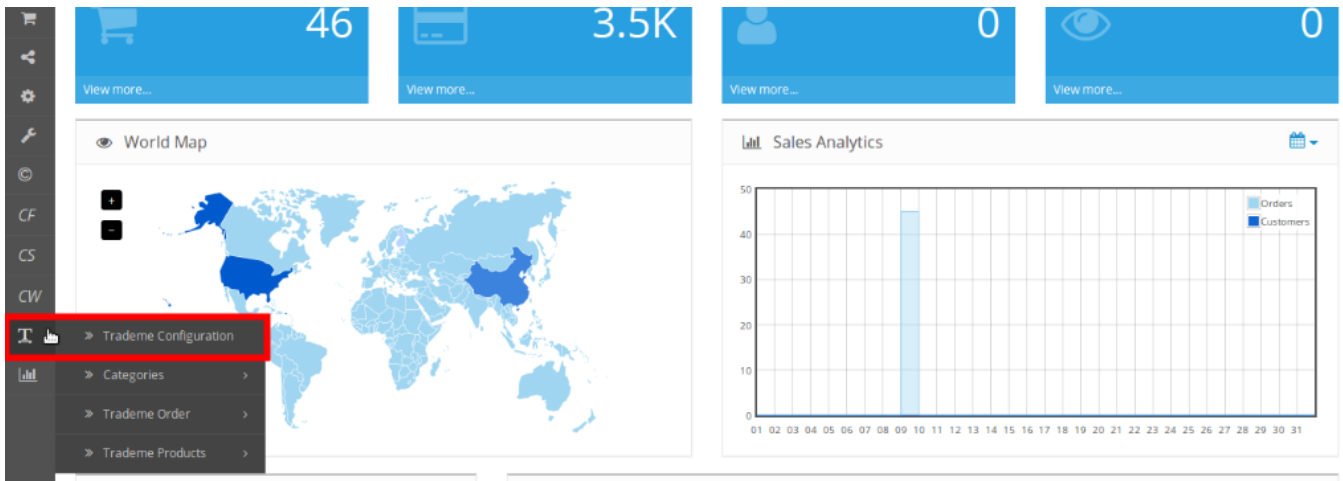 46
3.5K
0
0
View more...
View more...
View more...
View more...
World Map
Sales Analytics
+
-
50
40
30
20
10
0
Orders
Customers
01 02 03 04 05 06 07 08 09 10 11 12 13 14 15 16 17 18 19 20 21 22 23 24 25 26 27 28 29 30 31
©
CF
CS
CW
T
» Trademe Configuration
» Categories >
» Trademe Order >
» Trademe Products >